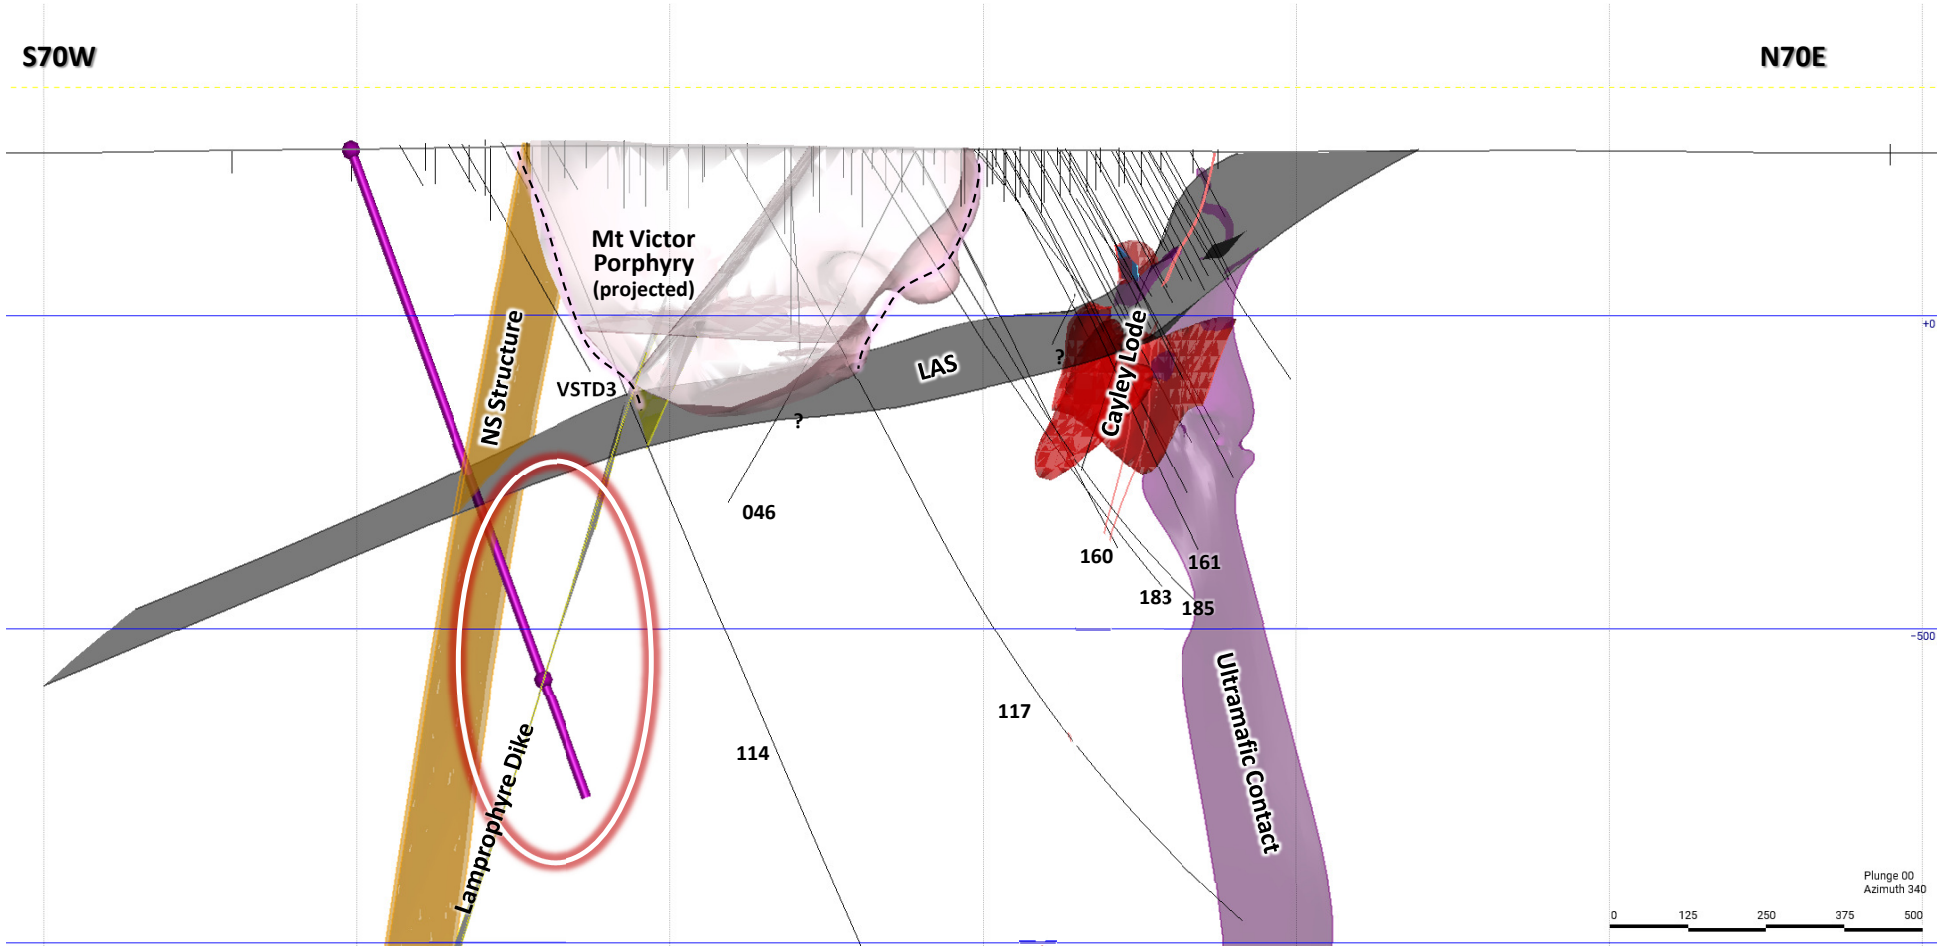 S70W
N70E
Mt Victor
Porphyry
(projected)
NS Structure
VSTD3
LAS
?
?
Cayley Lode
+0
046
160
161
183
185
-500
Ultramafic Contact
117
114
Lamprophyre Dike
Plunge 00
Azimuth 340
0 125 250 375 500